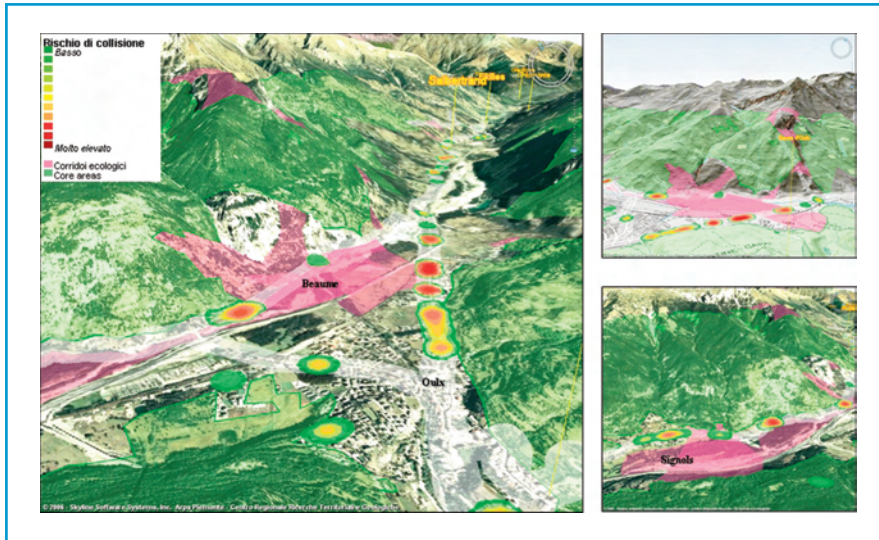 Rischio di collisione
Basso
Molto elevato
Corridoi ecologici
Core areas
Salbertrand
Exilles
Beaume
Oulx
© 2006 - Skyline Software Systems, Inc. Arpa Piemonte - Centro Regionale Ricerche Territoriali e Geologiche
Signols